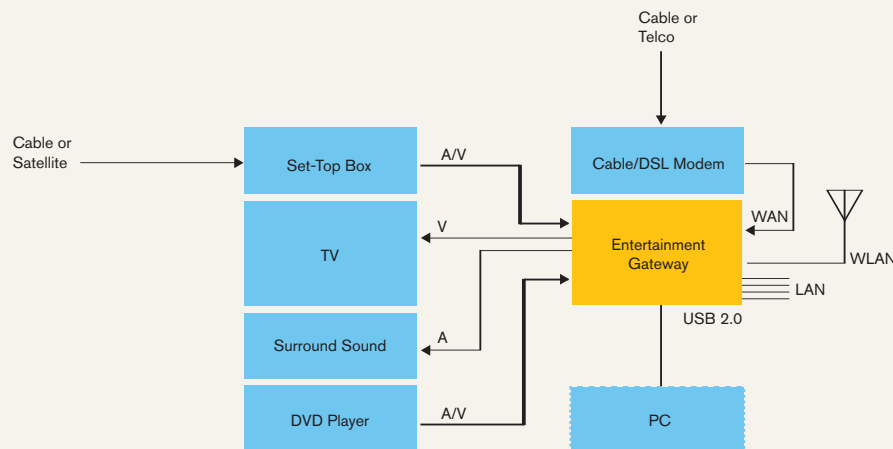 Cable or
Telco
Cable or
Satellite
Set-Top Box
A/V
Cable/DSL Modem
WAN
V
TV
Entertainment
Gateway
WLAN
LAN
USB 2.0
Surround Sound
A
DVD Player
A/V
PC